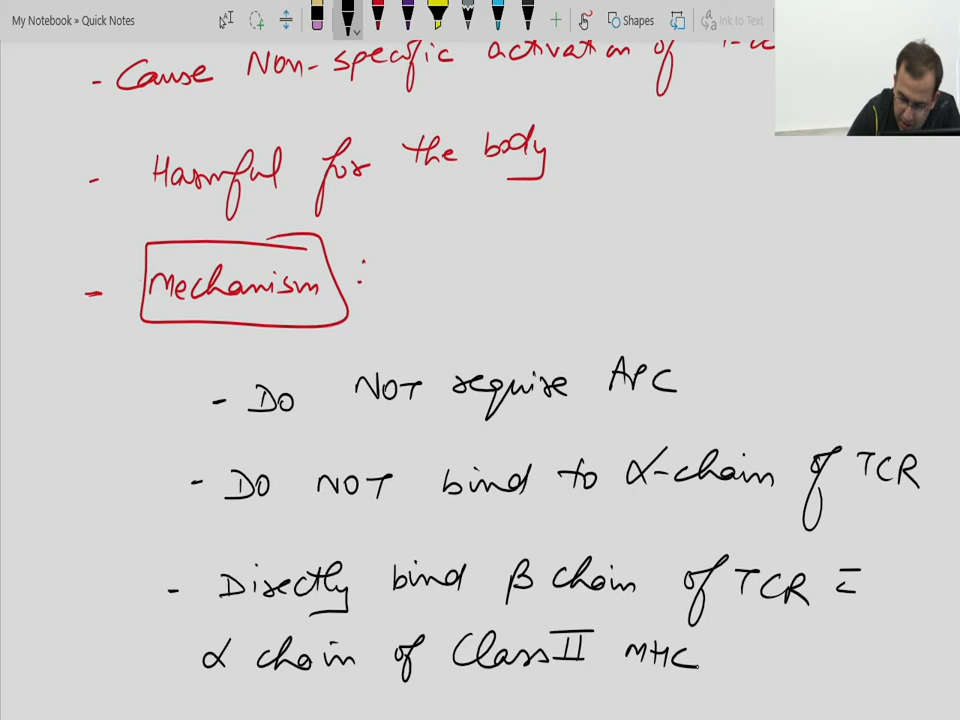 My Notebook » Quick Notes
Shapes
Ink to Text
- Cause Non-specific activation of
- Harmful for the body
- Mechanism :
- Do NOT require APC
- Do NOT bind to α-chain of TCR
- Directly bind β chain of TCR c̄
α chain of Class II MHC